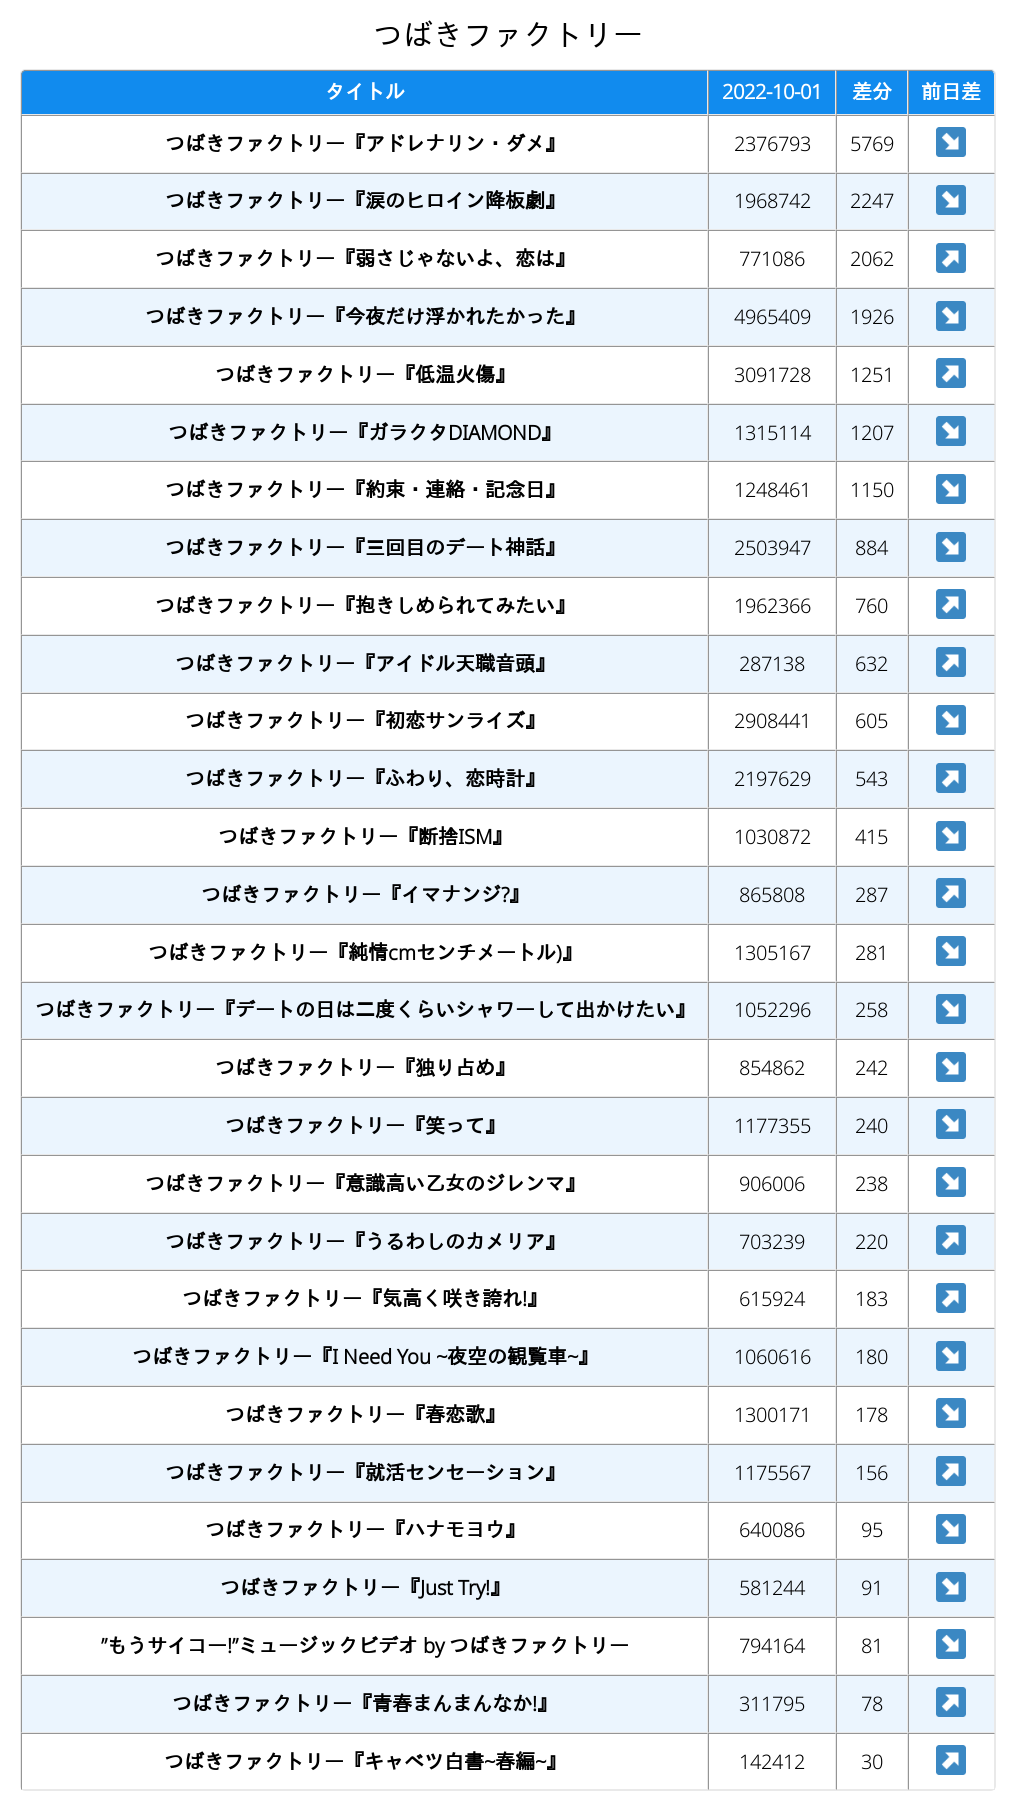 つばきファクトリー
タイトル 2022-10-01 差分 前日差
つばきファクトリー『アドレナリン・ダメ』 2376793 5769 ↘
つばきファクトリー『涙のヒロイン降板劇』 1968742 2247 ↘
つばきファクトリー『弱さじゃないよ、恋は』 771086 2062 ↗
つばきファクトリー『今夜だけ浮かれたかった』 4965409 1926 ↘
つばきファクトリー『低温火傷』 3091728 1251 ↗
つばきファクトリー『ガラクタDIAMOND』 1315114 1207 ↘
つばきファクトリー『約束・連絡・記念日』 1248461 1150 ↘
つばきファクトリー『三回目のデート神話』 2503947 884 ↘
つばきファクトリー『抱きしめられてみたい』 1962366 760 ↗
つばきファクトリー『アイドル天職音頭』 287138 632 ↗
つばきファクトリー『初恋サンライズ』 2908441 605 ↘
つばきファクトリー『ふわり、恋時計』 2197629 543 ↗
つばきファクトリー『断捨ISM』 1030872 415 ↘
つばきファクトリー『イマナンジ?』 865808 287 ↗
つばきファクトリー『純情cmセンチメートル)』 1305167 281 ↘
つばきファクトリー『デートの日は二度くらいシャワーして出かけたい』 1052296 258 ↘
つばきファクトリー『独り占め』 854862 242 ↘
つばきファクトリー『笑って』 1177355 240 ↘
つばきファクトリー『意識高い乙女のジレンマ』 906006 238 ↘
つばきファクトリー『うるわしのカメリア』 703239 220 ↗
つばきファクトリー『気高く咲き誇れ!』 615924 183 ↗
つばきファクトリー『I Need You ~夜空の観覧車~』 1060616 180 ↘
つばきファクトリー『春恋歌』 1300171 178 ↘
つばきファクトリー『就活センセーション』 1175567 156 ↗
つばきファクトリー『ハナモヨウ』 640086 95 ↘
つばきファクトリー『Just Try!』 581244 91 ↘
”もうサイコー!”ミュージックビデオ by つばきファクトリー 794164 81 ↘
つばきファクトリー『青春まんまんなか!』 311795 78 ↗
つばきファクトリー『キャベツ白書~春編~』 142412 30 ↗